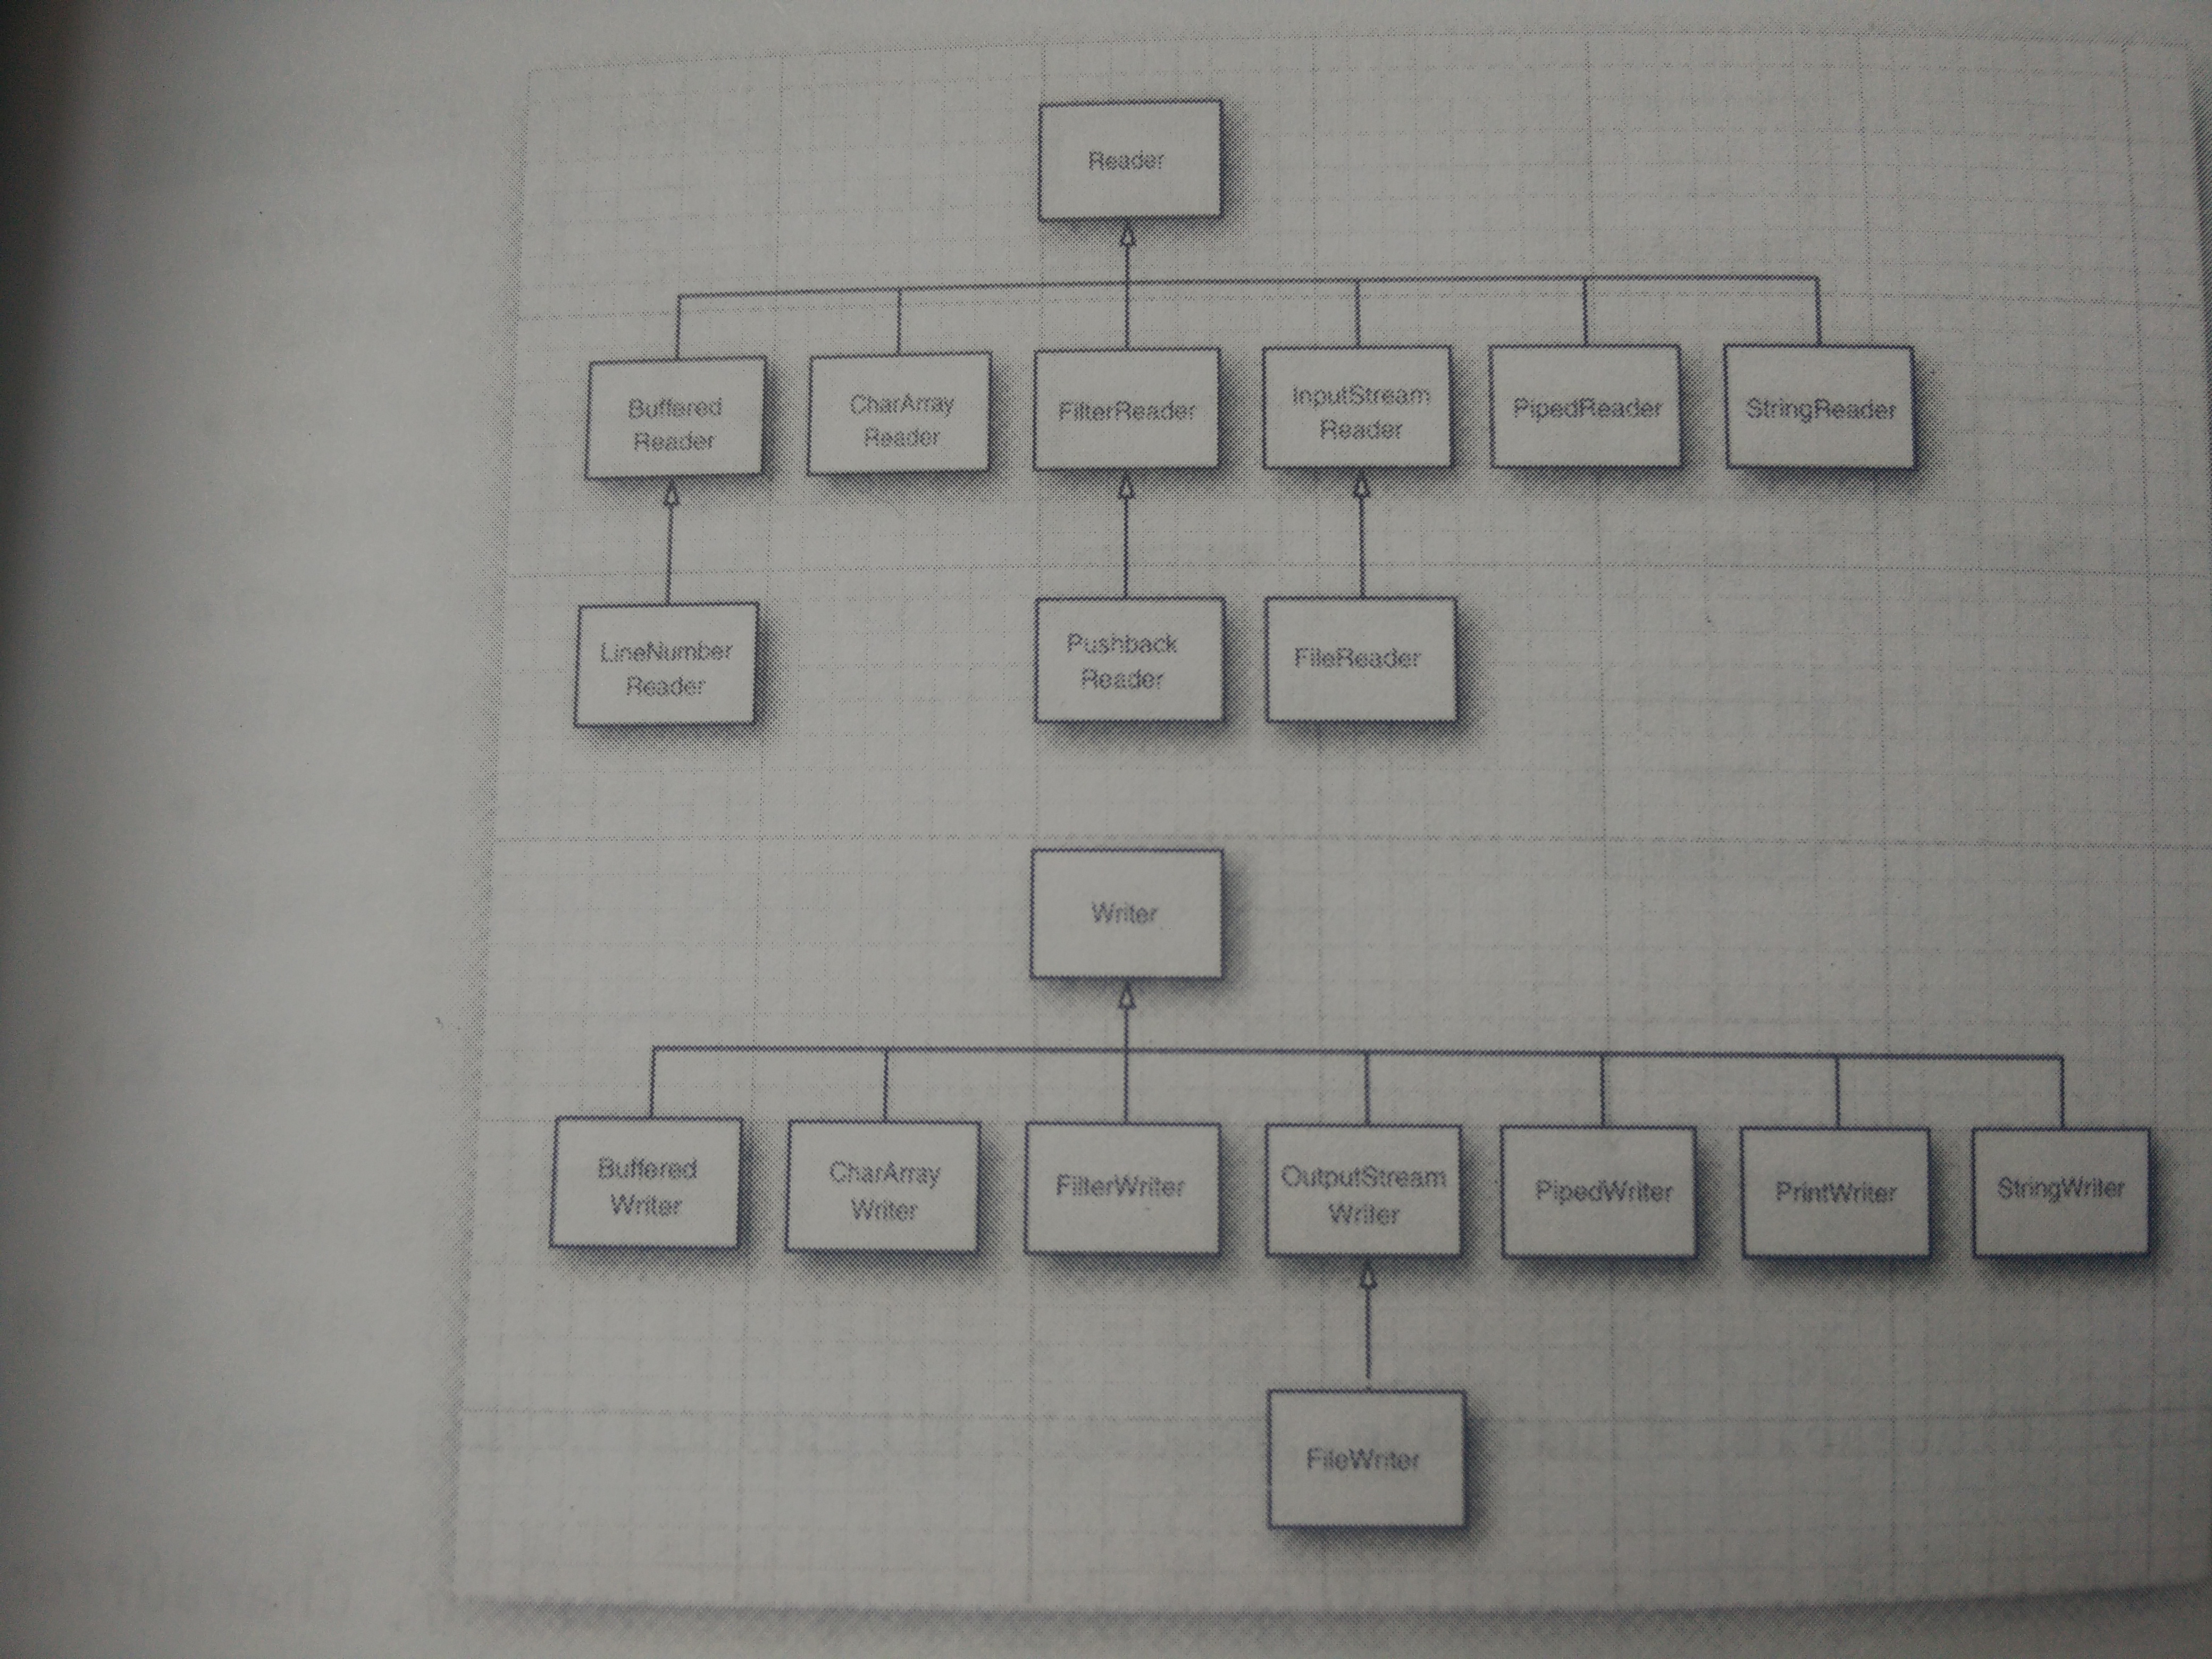 Reader
Buffered
Reader
CharArray
Reader
FilterReader
InputStream
Reader
PipedReader
StringReader
LineNumber
Reader
Pushback
Reader
FileReader
Writer
Buffered
Writer
CharArray
Writer
FilterWriter
OutputStream
Writer
PipedWriter
PrintWriter
StringWriter
FileWriter